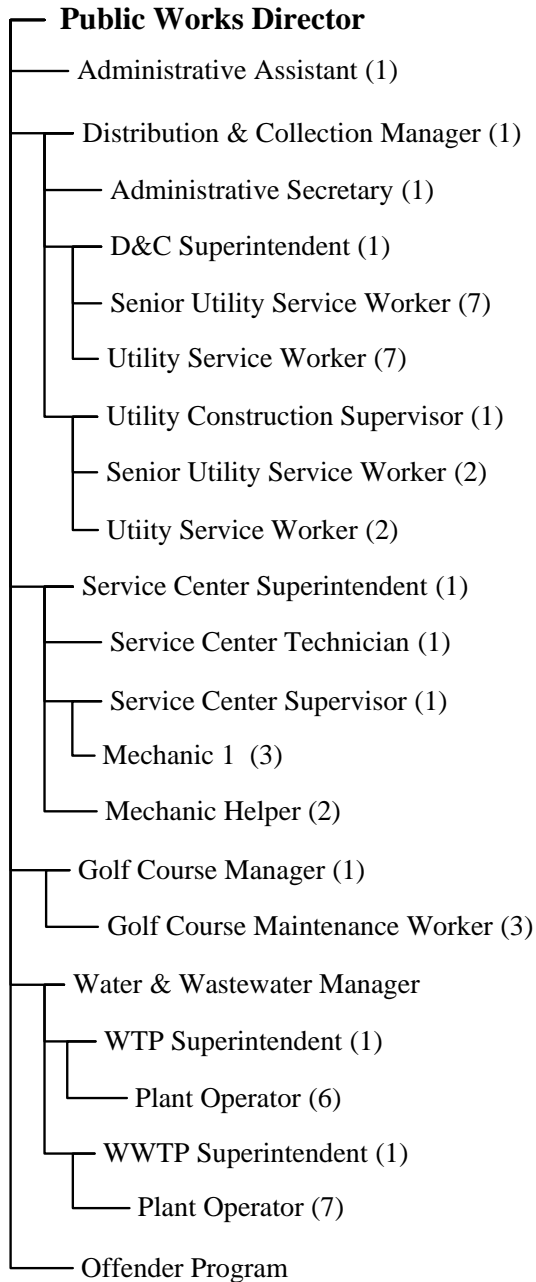 Public Works Director
Administrative Assistant (1)
Distribution & Collection Manager (1)
Administrative Secretary (1)
D&C Superintendent (1)
Senior Utility Service Worker (7)
Utility Service Worker (7)
Utility Construction Supervisor (1)
Senior Utility Service Worker (2)
Utiity Service Worker (2)
Service Center Superintendent (1)
Service Center Technician (1)
Service Center Supervisor (1)
Mechanic 1 (3)
Mechanic Helper (2)
Golf Course Manager (1)
Golf Course Maintenance Worker (3)
Water & Wastewater Manager
WTP Superintendent (1)
Plant Operator (6)
WWTP Superintendent (1)
Plant Operator (7)
Offender Program